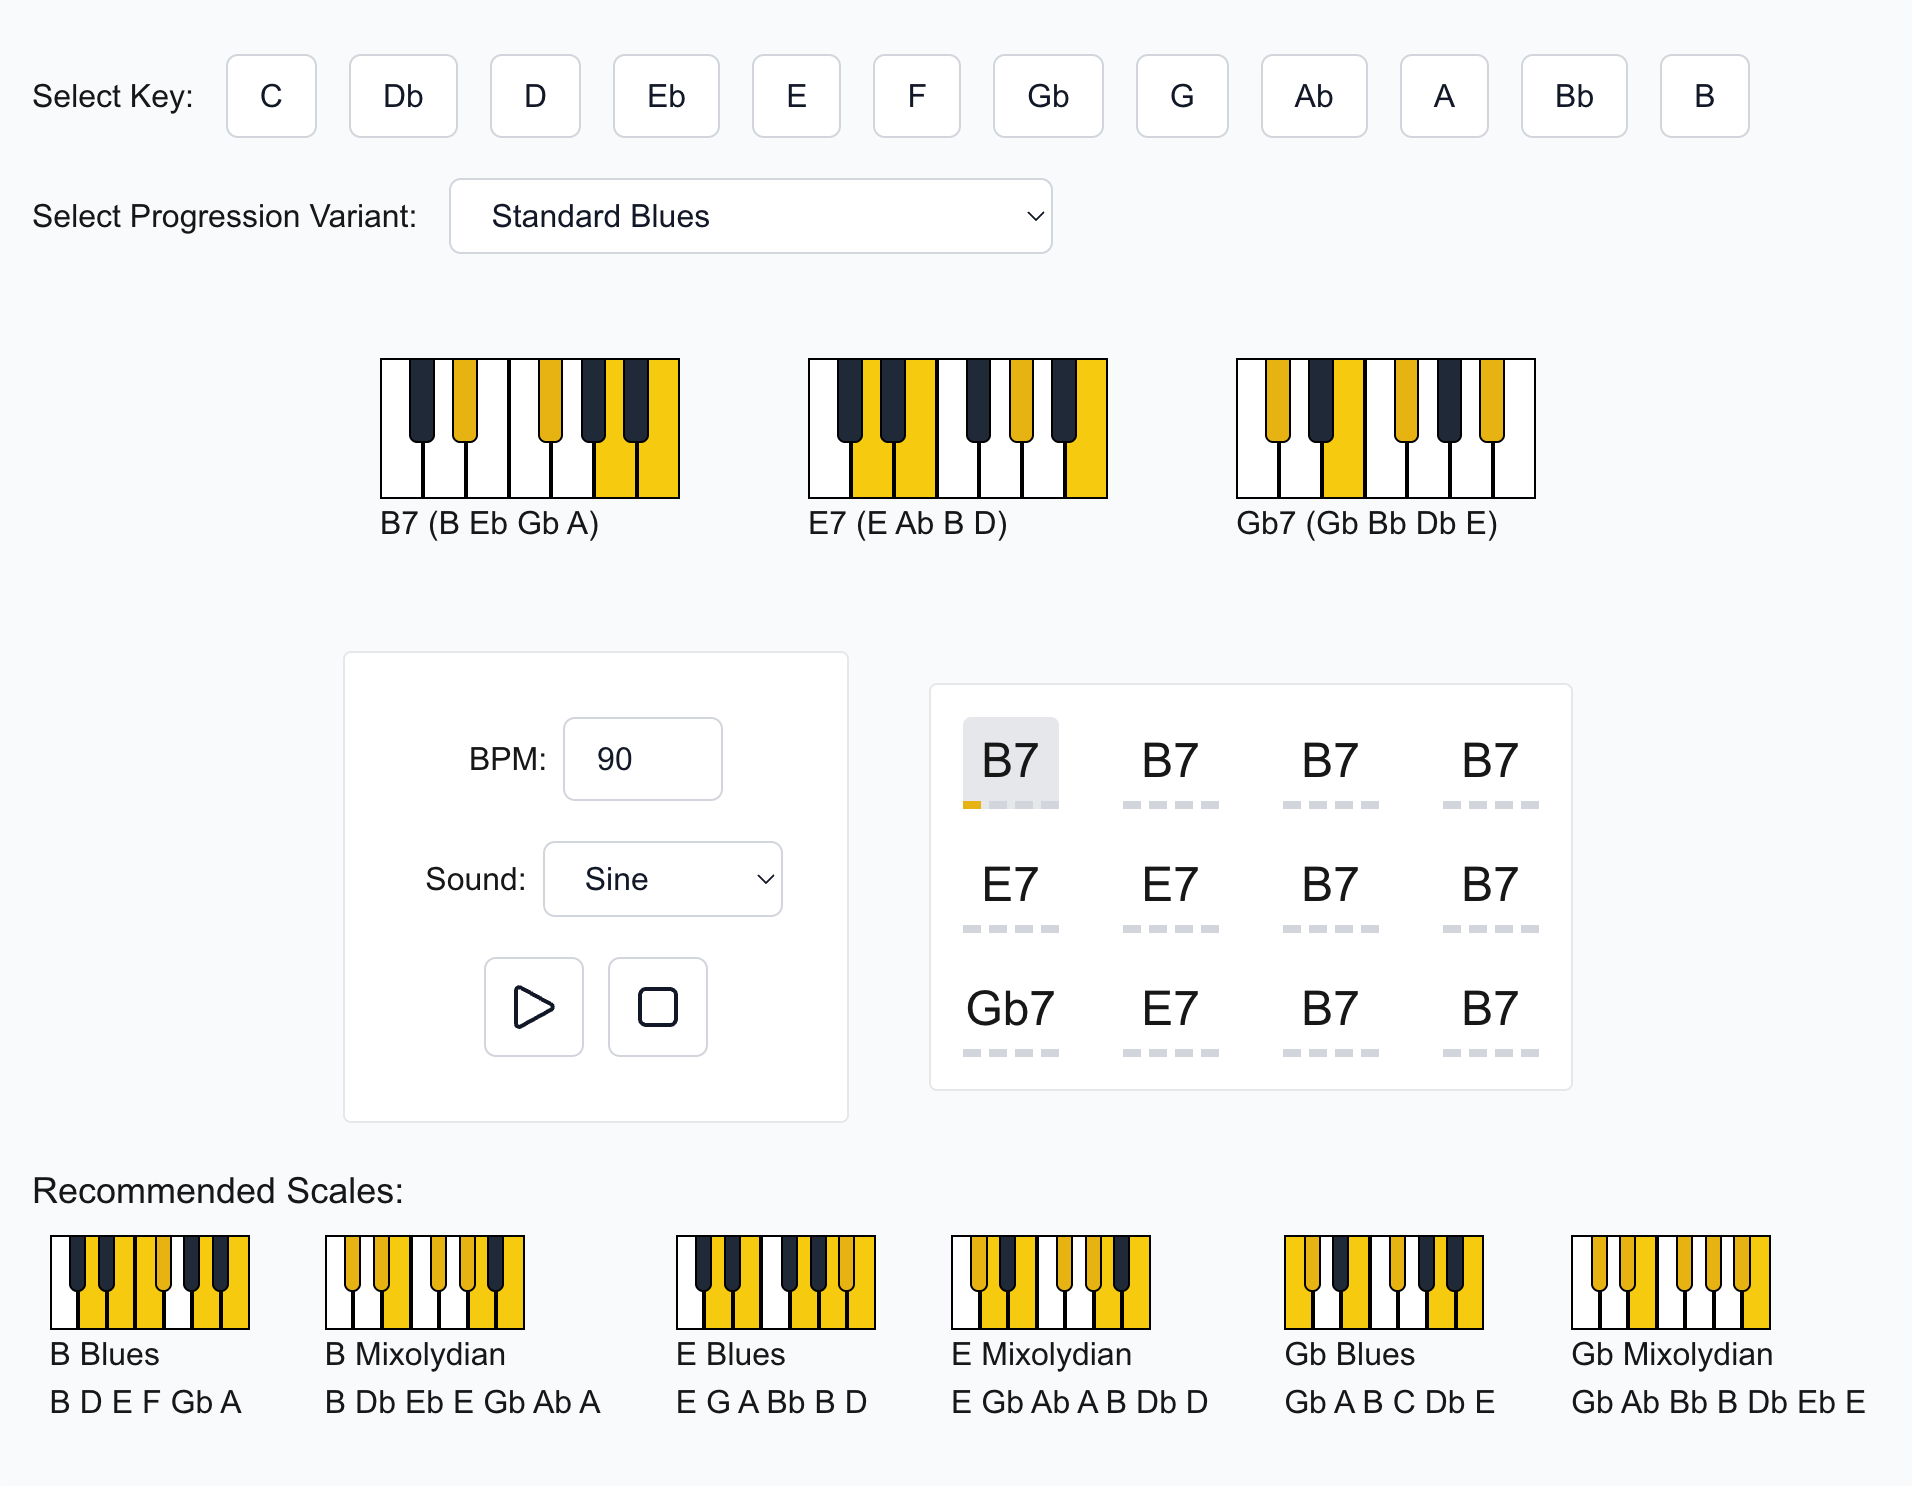 Select Key: C Db D Eb E F Gb G Ab A Bb B
Select Progression Variant: Standard Blues
B7 (B Eb Gb A) E7 (E Ab B D) Gb7 (Gb Bb Db E)
BPM: 90
Sound: Sine
B7 B7 B7 B7
E7 E7 B7 B7
Gb7 E7 B7 B7
Recommended Scales:
B Blues
B D E F Gb A
B Mixolydian
B Db Eb E Gb Ab A
E Blues
E G A Bb B D
E Mixolydian
E Gb Ab A B Db D
Gb Blues
Gb A B C Db E
Gb Mixolydian
Gb Ab Bb B Db Eb E